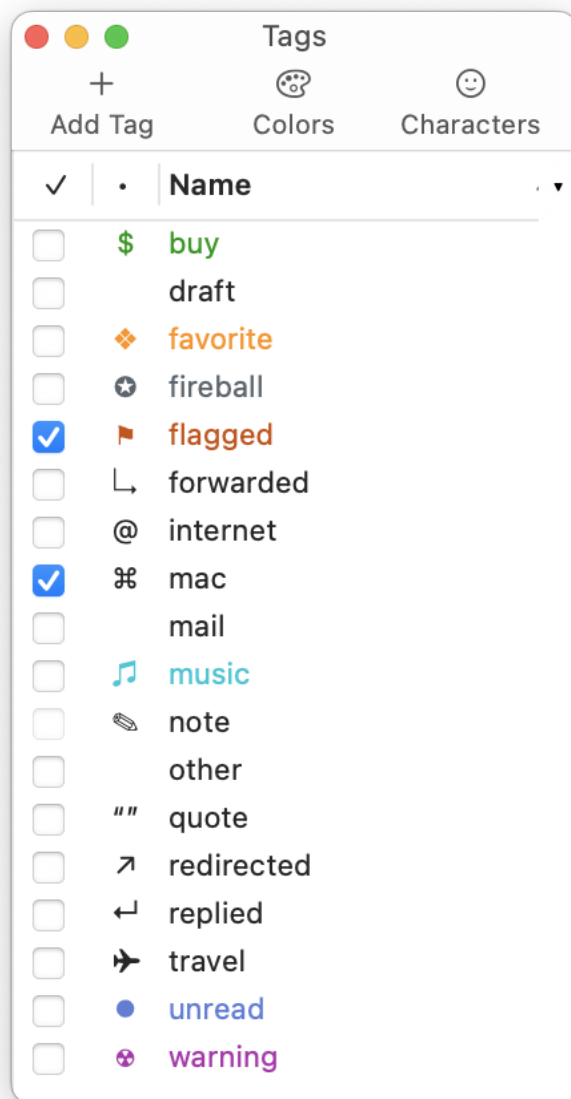 Tags
Add Tag Colors Characters
✓ • Name
$ buy
draft
❖ favorite
✪ fireball
⚑ flagged
forwarded
@ internet
⌘ mac
mail
♫ music
✎ note
other
"" quote
↗ redirected
↵ replied
✈ travel
● unread
☢ warning